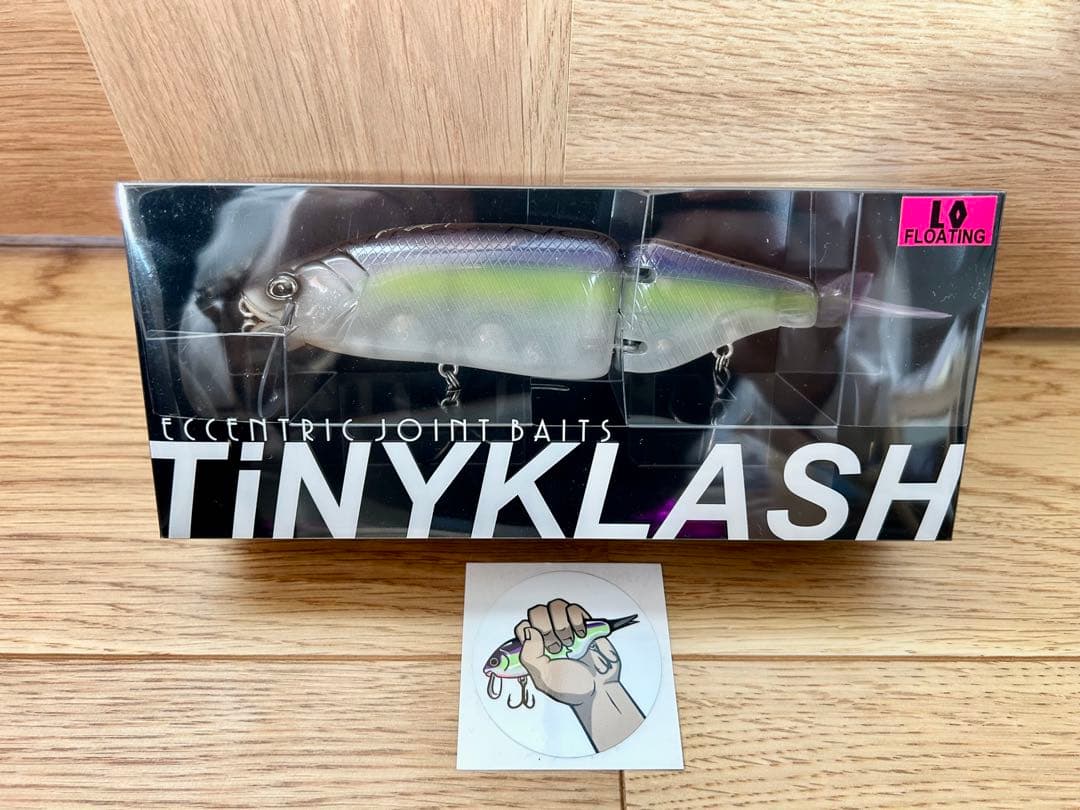 LO
FLOATING
ECCENTRIC JOINT BAITS
TiNYKLASH